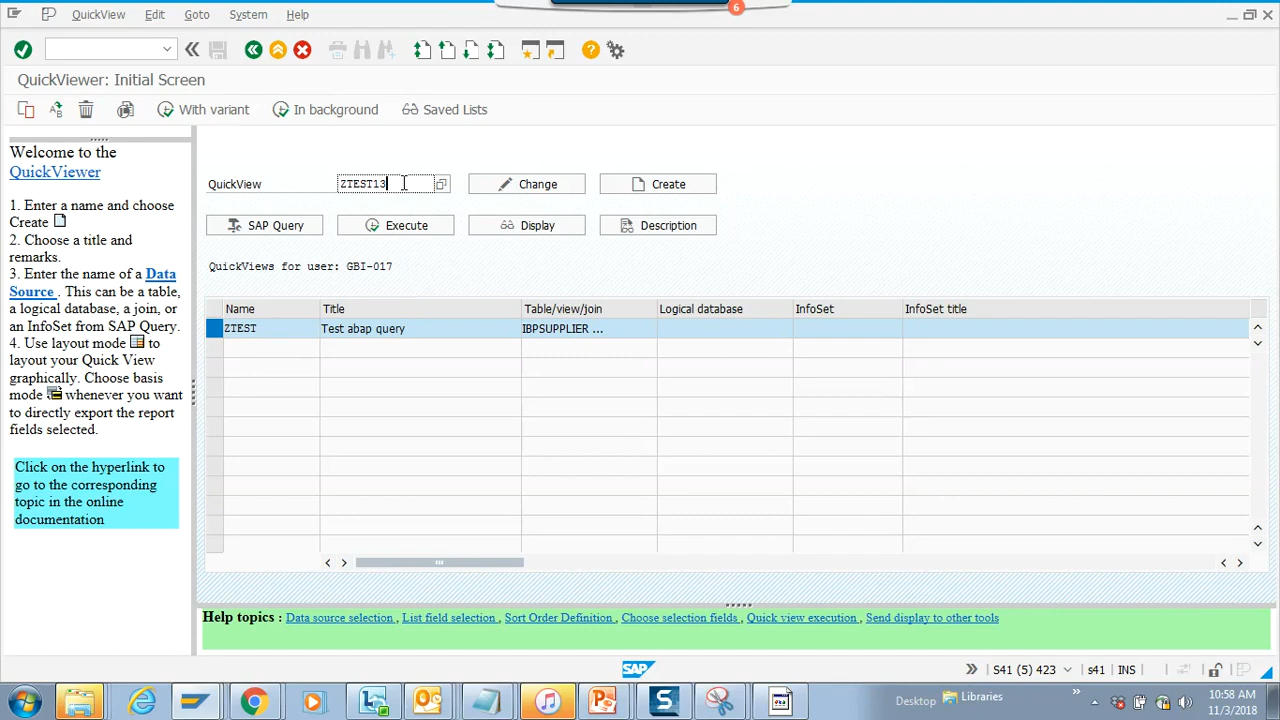 QuickView Edit Goto System Help
6
QuickViewer: Initial Screen
With variant In background Saved Lists
Welcome to the
QuickViewer
1. Enter a name and choose
Create
2. Choose a title and
remarks.
3. Enter the name of a Data
Source . This can be a table,
a logical database, a join, or
an InfoSet from SAP Query.
4. Use layout mode to
layout your Quick View
graphically. Choose basis
mode whenever you want
to directly export the report
fields selected.
Click on the hyperlink to
go to the corresponding
topic in the online
documentation
QuickView ZTEST13 Change Create
SAP Query Execute Display Description
QuickViews for user: GBI-017
Name Title Table/view/join Logical database InfoSet InfoSet title
ZTEST Test abap query IBPSUPPLIER ...
Help topics : Data source selection , List field selection , Sort Order Definition , Choose selection fields , Quick view execution , Send display to other tools
SAP
S41 (5) 423 s41 INS
Desktop Libraries
10:58 AM
11/3/2018